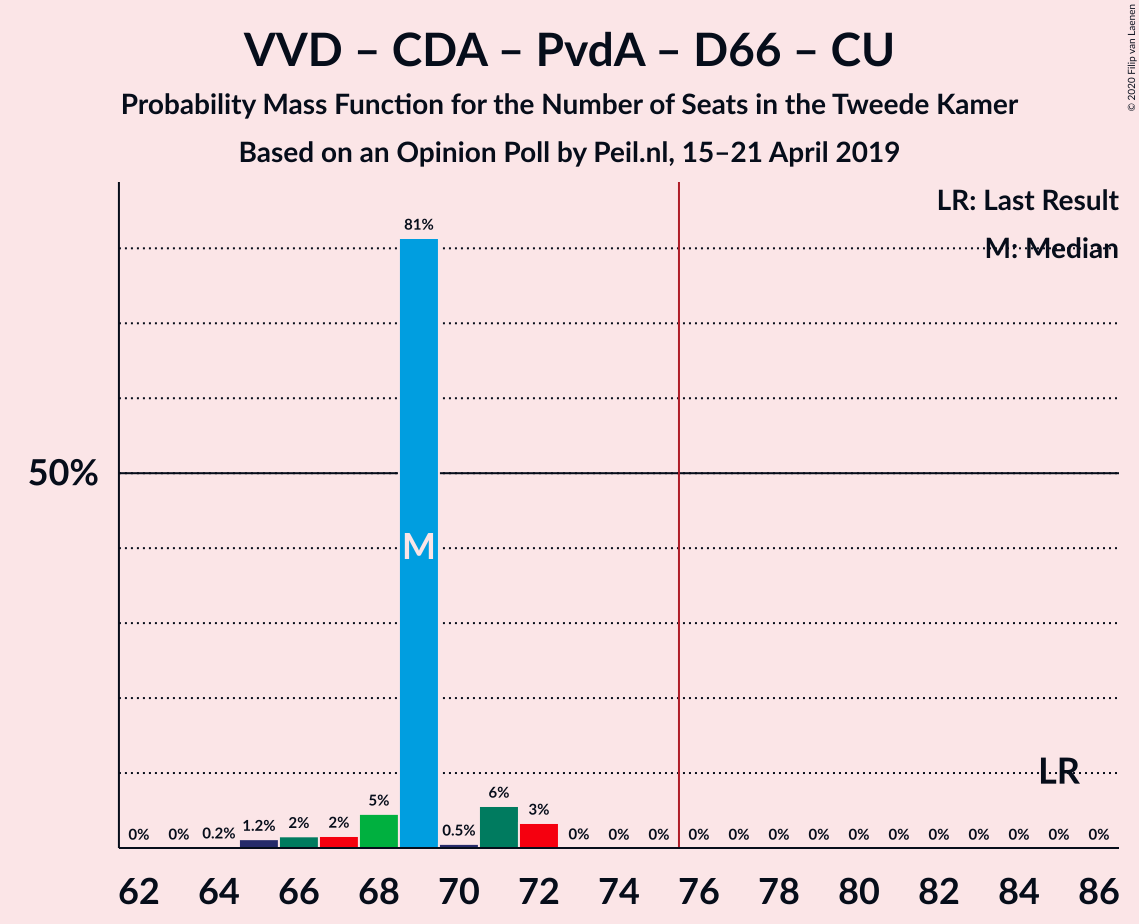 VVD – CDA – PvdA – D66 – CU
Probability Mass Function for the Number of Seats in the Tweede Kamer
Based on an Opinion Poll by Peil.nl, 15–21 April 2019
© 2020 Filip van Laenen
LR: Last Result
M: Median
50%
0% 0% 0.2% 1.2% 2% 2% 5% 81% 0.5% 6% 3% 0% 0% 0% 0% 0% 0% 0% 0% 0% 0% 0% 0% 0% 0%
M
LR
62 64 66 68 70 72 74 76 78 80 82 84 86